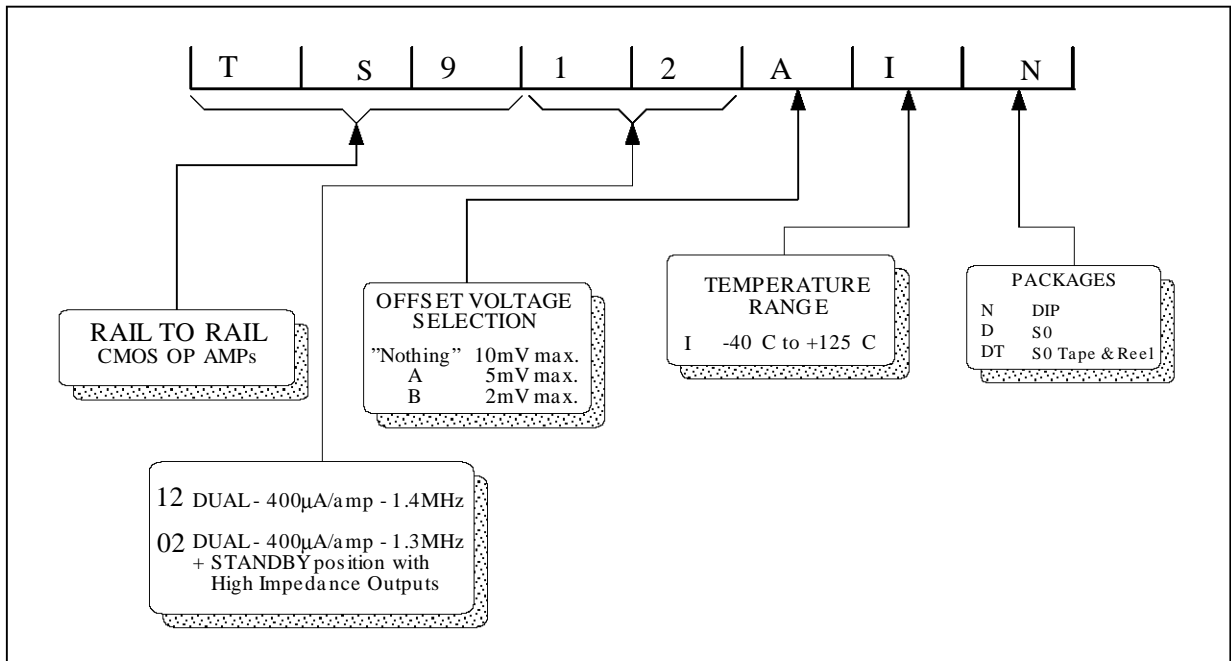 T S 9 1 2 A I N
RAIL TO RAIL
CMOS OP AMPs
12 DUAL - 400µA/amp - 1.4MHz
02 DUAL - 400µA/amp - 1.3MHz
+ STANDBY position with
High Impedance Outputs
OFFSET VOLTAGE
SELECTION
"Nothing" 10mV max.
A 5mV max.
B 2mV max.
TEMPERATURE
RANGE
I -40 C to +125 C
PACKAGES
N DIP
D S0
DT S0 Tape & Reel